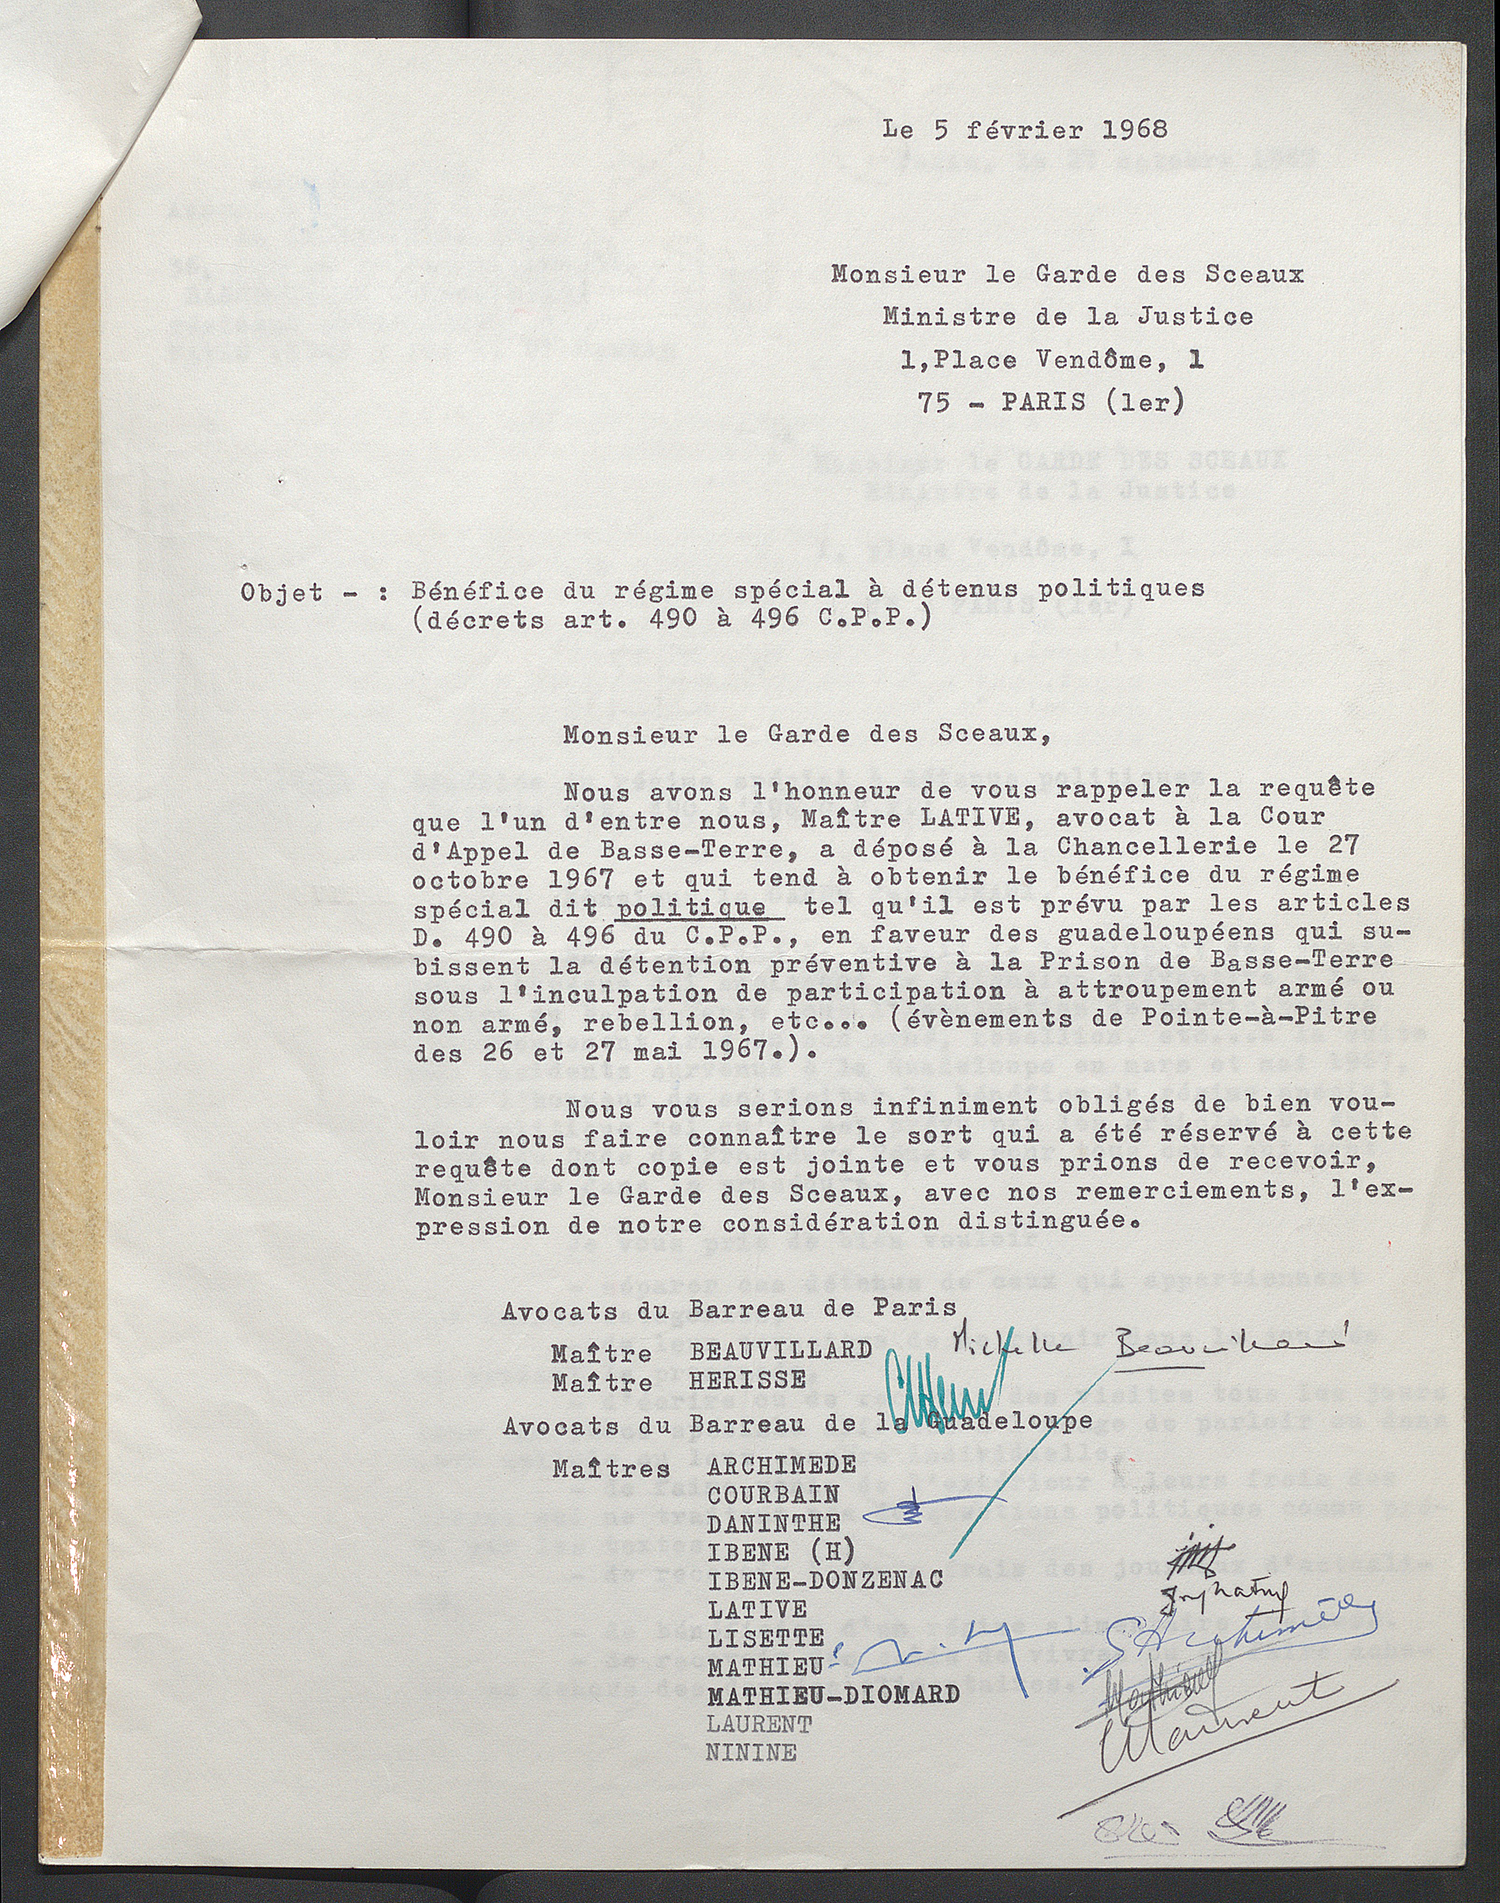 Le 5 février 1968
Monsieur le Garde des Sceaux
Ministre de la Justice
1,Place Vendôme, 1
75 - PARIS (1er)
Objet - : Bénéfice du régime spécial à détenus politiques
(décrets art. 490 à 496 C.P.P.)
Monsieur le Garde des Sceaux,
Nous avons l'honneur de vous rappeler la requête
que l'un d'entre nous, Maître LATIVE, avocat à la Cour
d'Appel de Basse-Terre, a déposé à la Chancellerie le 27
octobre 1967 et qui tend à obtenir le bénéfice du régime
spécial dit politique tel qu'il est prévu par les articles
D. 490 à 496 du C.P.P., en faveur des guadeloupéens qui su-
bissent la détention préventive à la Prison de Basse-Terre
sous l'inculpation de participation à attroupement armé ou
non armé, rebellion, etc... (évènements de Pointe-à-Pitre
des 26 et 27 mai 1967.).
Nous vous serions infiniment obligés de bien vou-
loir nous faire connaître le sort qui a été réservé à cette
requête dont copie est jointe et vous prions de recevoir,
Monsieur le Garde des Sceaux, avec nos remerciements, l'ex-
pression de notre considération distinguée.
Avocats du Barreau de Paris
Maître BEAUVILLARD Michelle Beauvillard
Maître HERISSE
Avocats du Barreau de la Guadeloupe
Maîtres ARCHIMEDE
COURBAIN
DANINTHE
IBENE (H)
IBENE-DONZENAC
LATIVE
LISETTE
MATHIEU
MATHIEU-DIOMARD
LAURENT
NININE